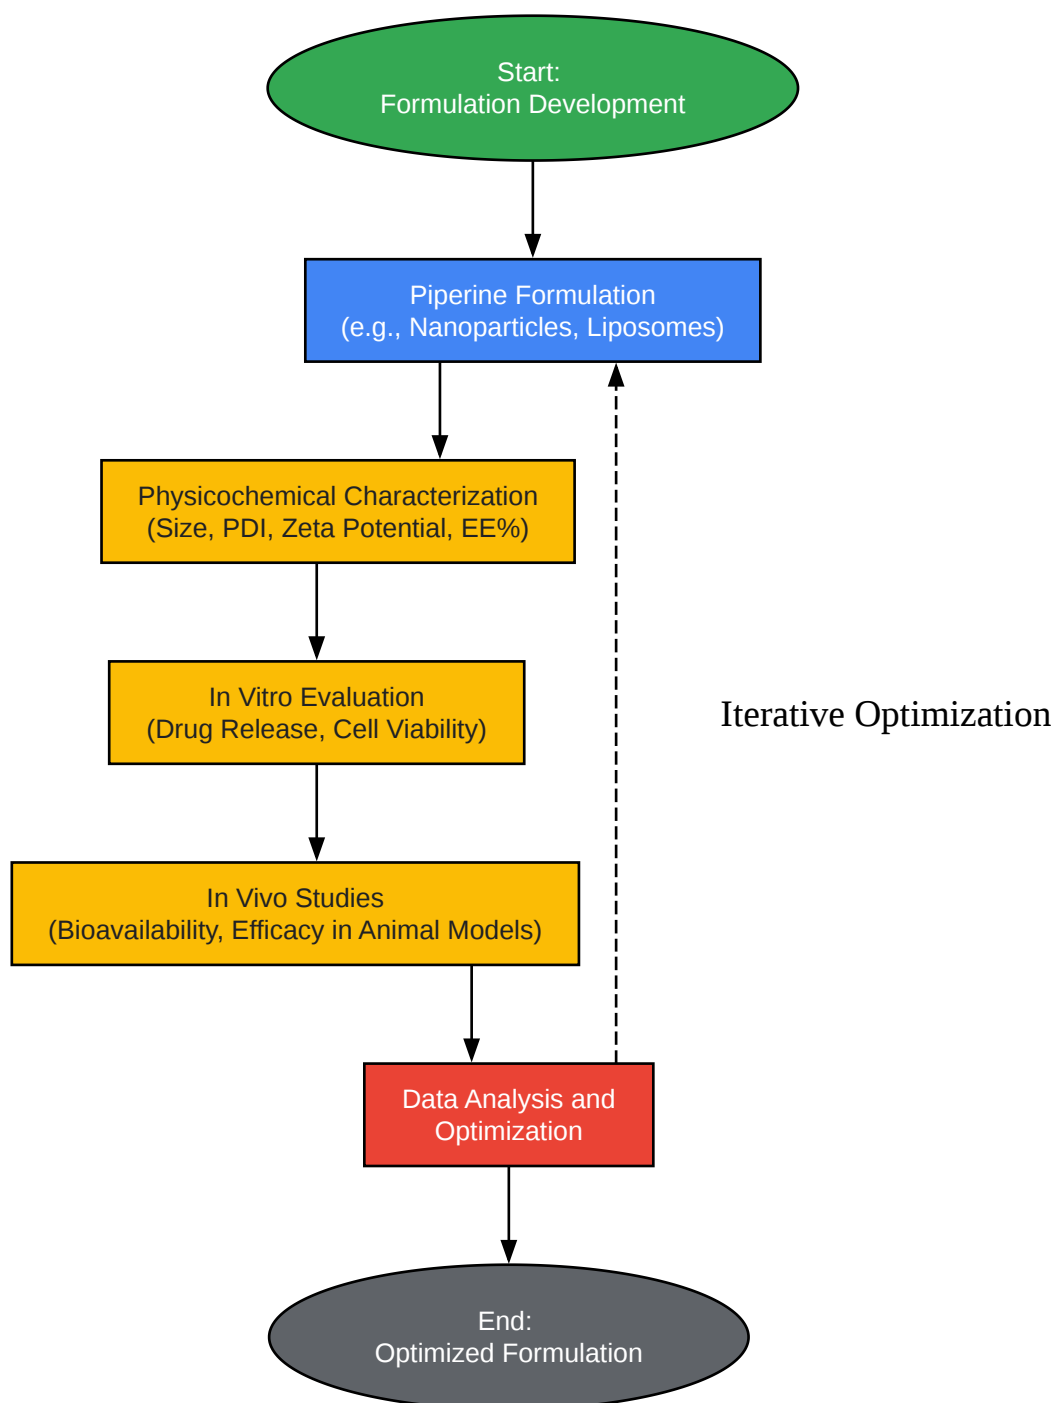 Start:
Formulation Development
Piperine Formulation
(e.g., Nanoparticles, Liposomes)
Physicochemical Characterization
(Size, PDI, Zeta Potential, EE%)
In Vitro Evaluation
(Drug Release, Cell Viability)
Iterative Optimization
In Vivo Studies
(Bioavailability, Efficacy in Animal Models)
Data Analysis and
Optimization
End:
Optimized Formulation